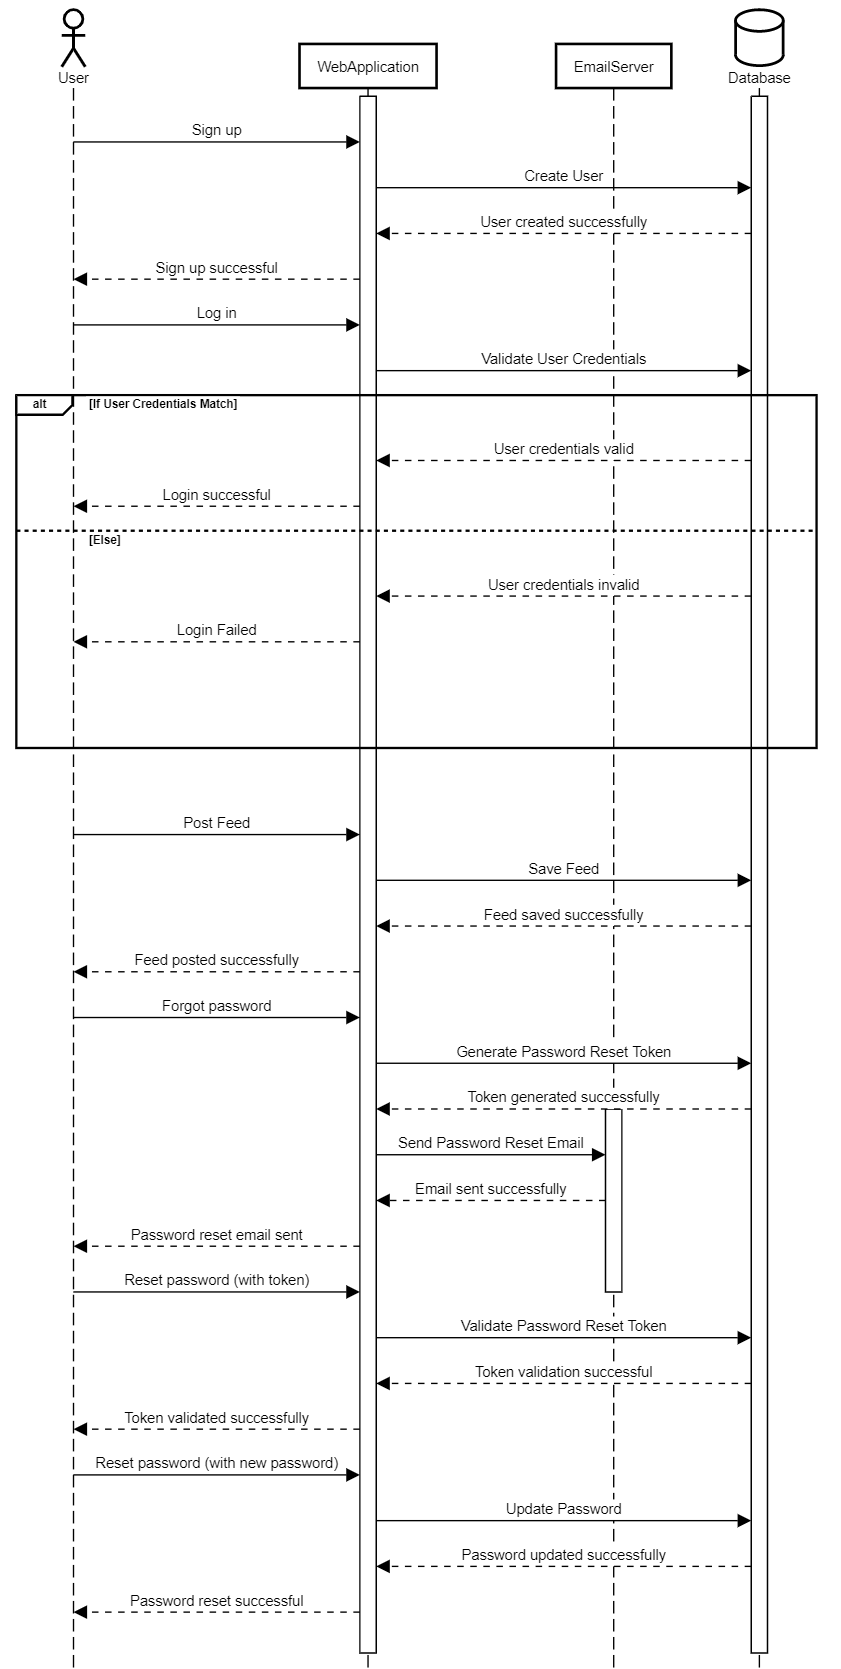 User
WebApplication
EmailServer
Database
Sign up
Create User
User created successfully
Sign up successful
Log in
Validate User Credentials
alt
[If User Credentials Match]
User credentials valid
Login successful
[Else]
User credentials invalid
Login Failed
Post Feed
Save Feed
Feed saved successfully
Feed posted successfully
Forgot password
Generate Password Reset Token
Token generated successfully
Send Password Reset Email
Email sent successfully
Password reset email sent
Reset password (with token)
Validate Password Reset Token
Token validation successful
Token validated successfully
Reset password (with new password)
Update Password
Password updated successfully
Password reset successful